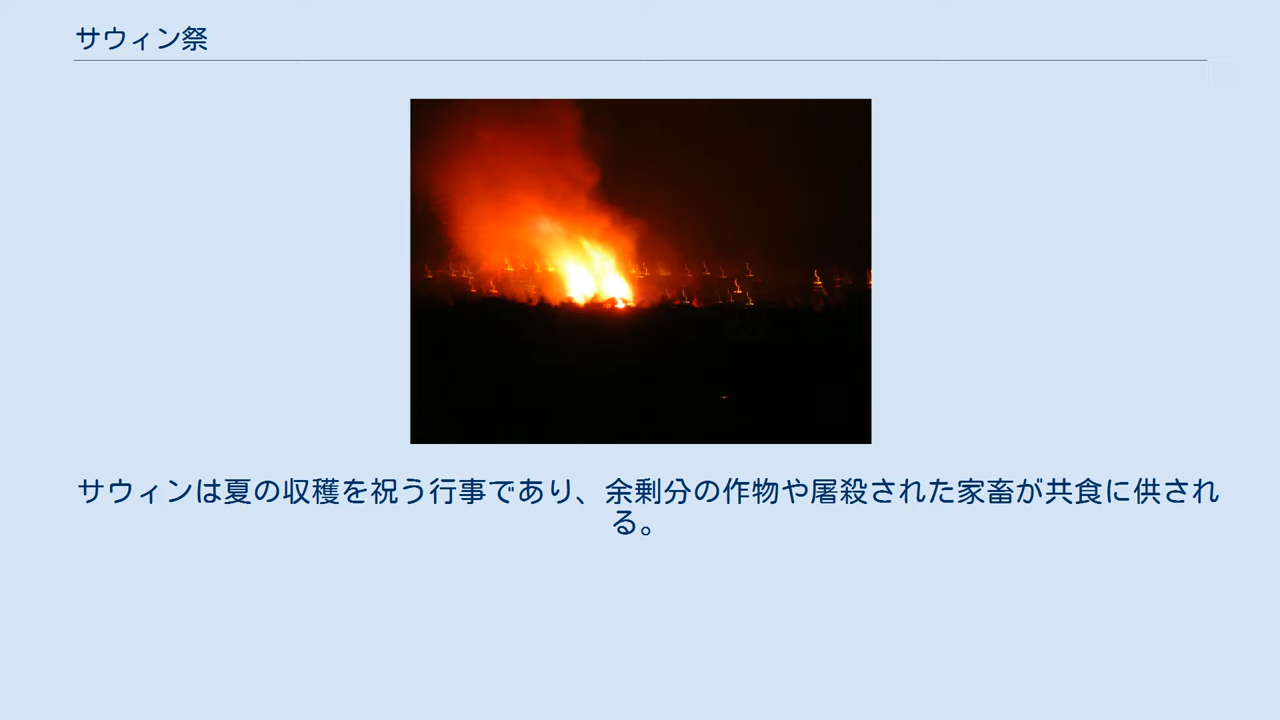 サウィン祭
サウィンは夏の収穫を祝う行事であり、余剰分の作物や屠殺された家畜が共食に供され
る。